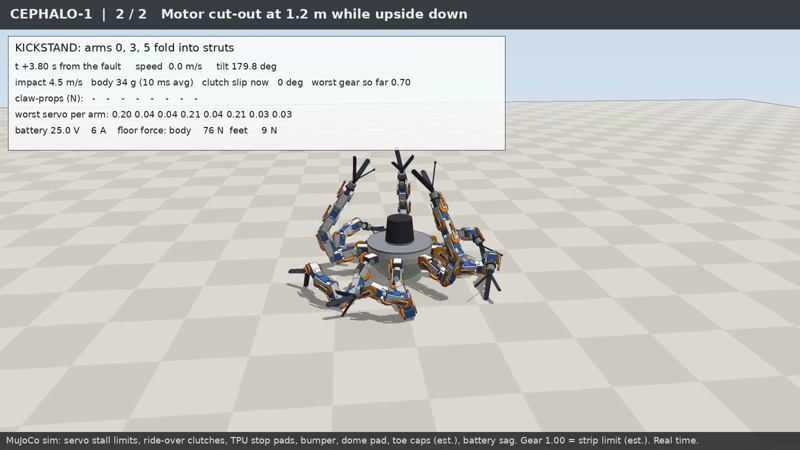 CEPHALO-1 | 2 / 2 Motor cut-out at 1.2 m while upside down
KICKSTAND: arms 0, 3, 5 fold into struts
t +3.80 s from the fault speed 0.0 m/s tilt 179.8 deg
impact 4.5 m/s body 34 g (10 ms avg) clutch slip now 0 deg worst gear so far 0.70
claw-props (N): - - - - - - - -
worst servo per arm: 0.20 0.04 0.04 0.21 0.04 0.21 0.03 0.03
battery 25.0 V 6 A floor force: body 76 N feet 9 N
MuJoCo sim: servo stall limits, ride-over clutches, TPU stop pads, bumper, dome pad, toe caps (est.), battery sag. Gear 1.00 = strip limit (est.). Real time.